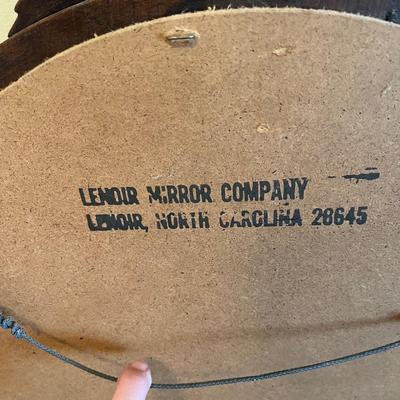 LENOIR MIRROR COMPANY
LENOIR, NORTH CAROLINA 28645